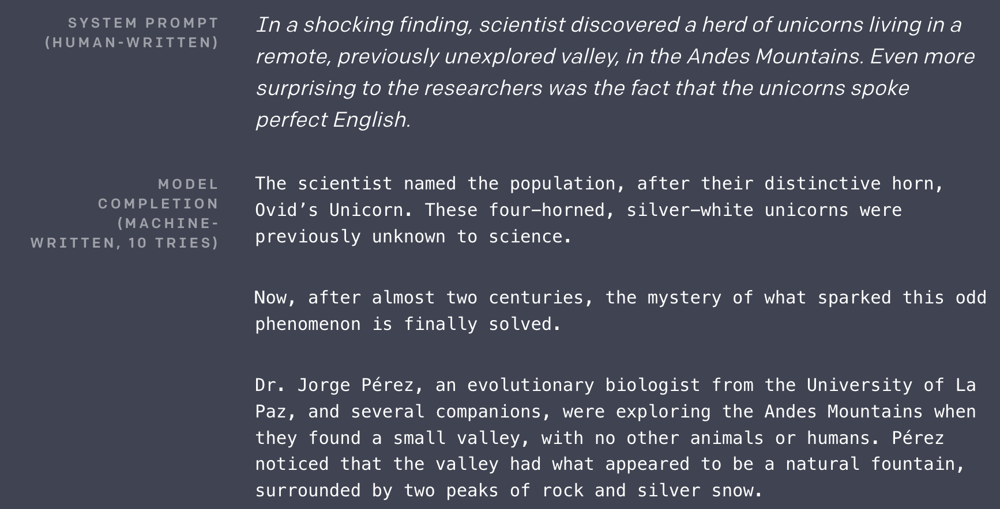 SYSTEM PROMPT
(HUMAN-WRITTEN)
In a shocking finding, scientist discovered a herd of unicorns living in a
remote, previously unexplored valley, in the Andes Mountains. Even more
surprising to the researchers was the fact that the unicorns spoke
perfect English.
MODEL
COMPLETION
(MACHINE-
WRITTEN, 10 TRIES)
The scientist named the population, after their distinctive horn,
Ovid’s Unicorn. These four-horned, silver-white unicorns were
previously unknown to science.
Now, after almost two centuries, the mystery of what sparked this odd
phenomenon is finally solved.
Dr. Jorge Pérez, an evolutionary biologist from the University of La
Paz, and several companions, were exploring the Andes Mountains when
they found a small valley, with no other animals or humans. Pérez
noticed that the valley had what appeared to be a natural fountain,
surrounded by two peaks of rock and silver snow.